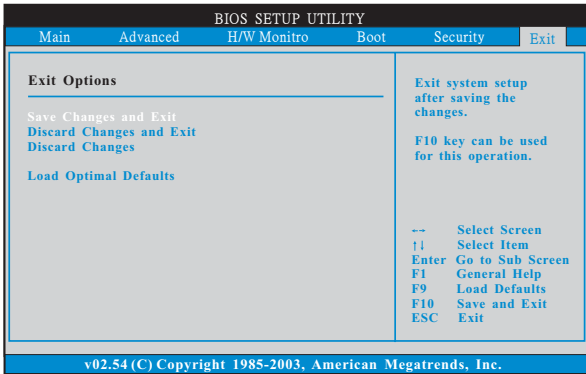 BIOS SETUP UTILITY
Main Advanced H/W Monitro Boot Security Exit
Exit Options
Save Changes and Exit
Discard Changes and Exit
Discard Changes
Load Optimal Defaults
Exit system setup
after saving the
changes.
F10 key can be used
for this operation.
←→ Select Screen
↑↓ Select Item
Enter Go to Sub Screen
F1 General Help
F9 Load Defaults
F10 Save and Exit
ESC Exit
v02.54 (C) Copyright 1985-2003, American Megatrends, Inc.